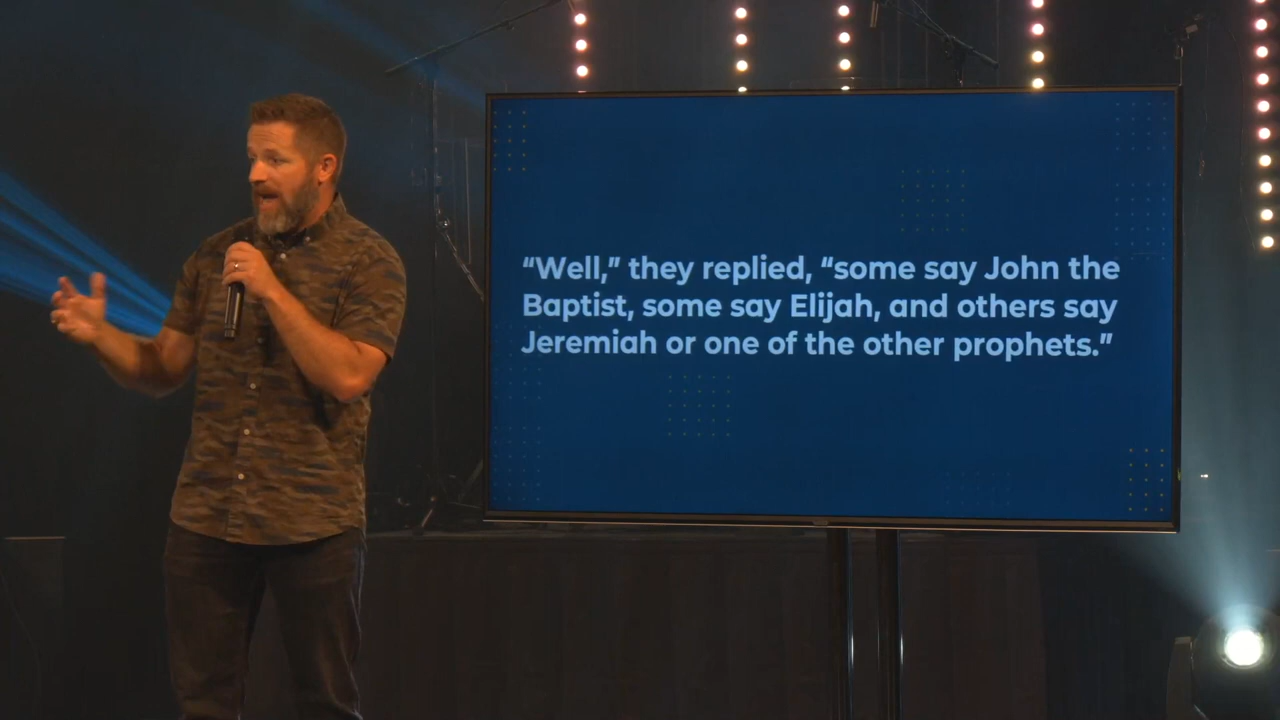 “Well,” they replied, “some say John the
Baptist, some say Elijah, and others say
Jeremiah or one of the other prophets.”